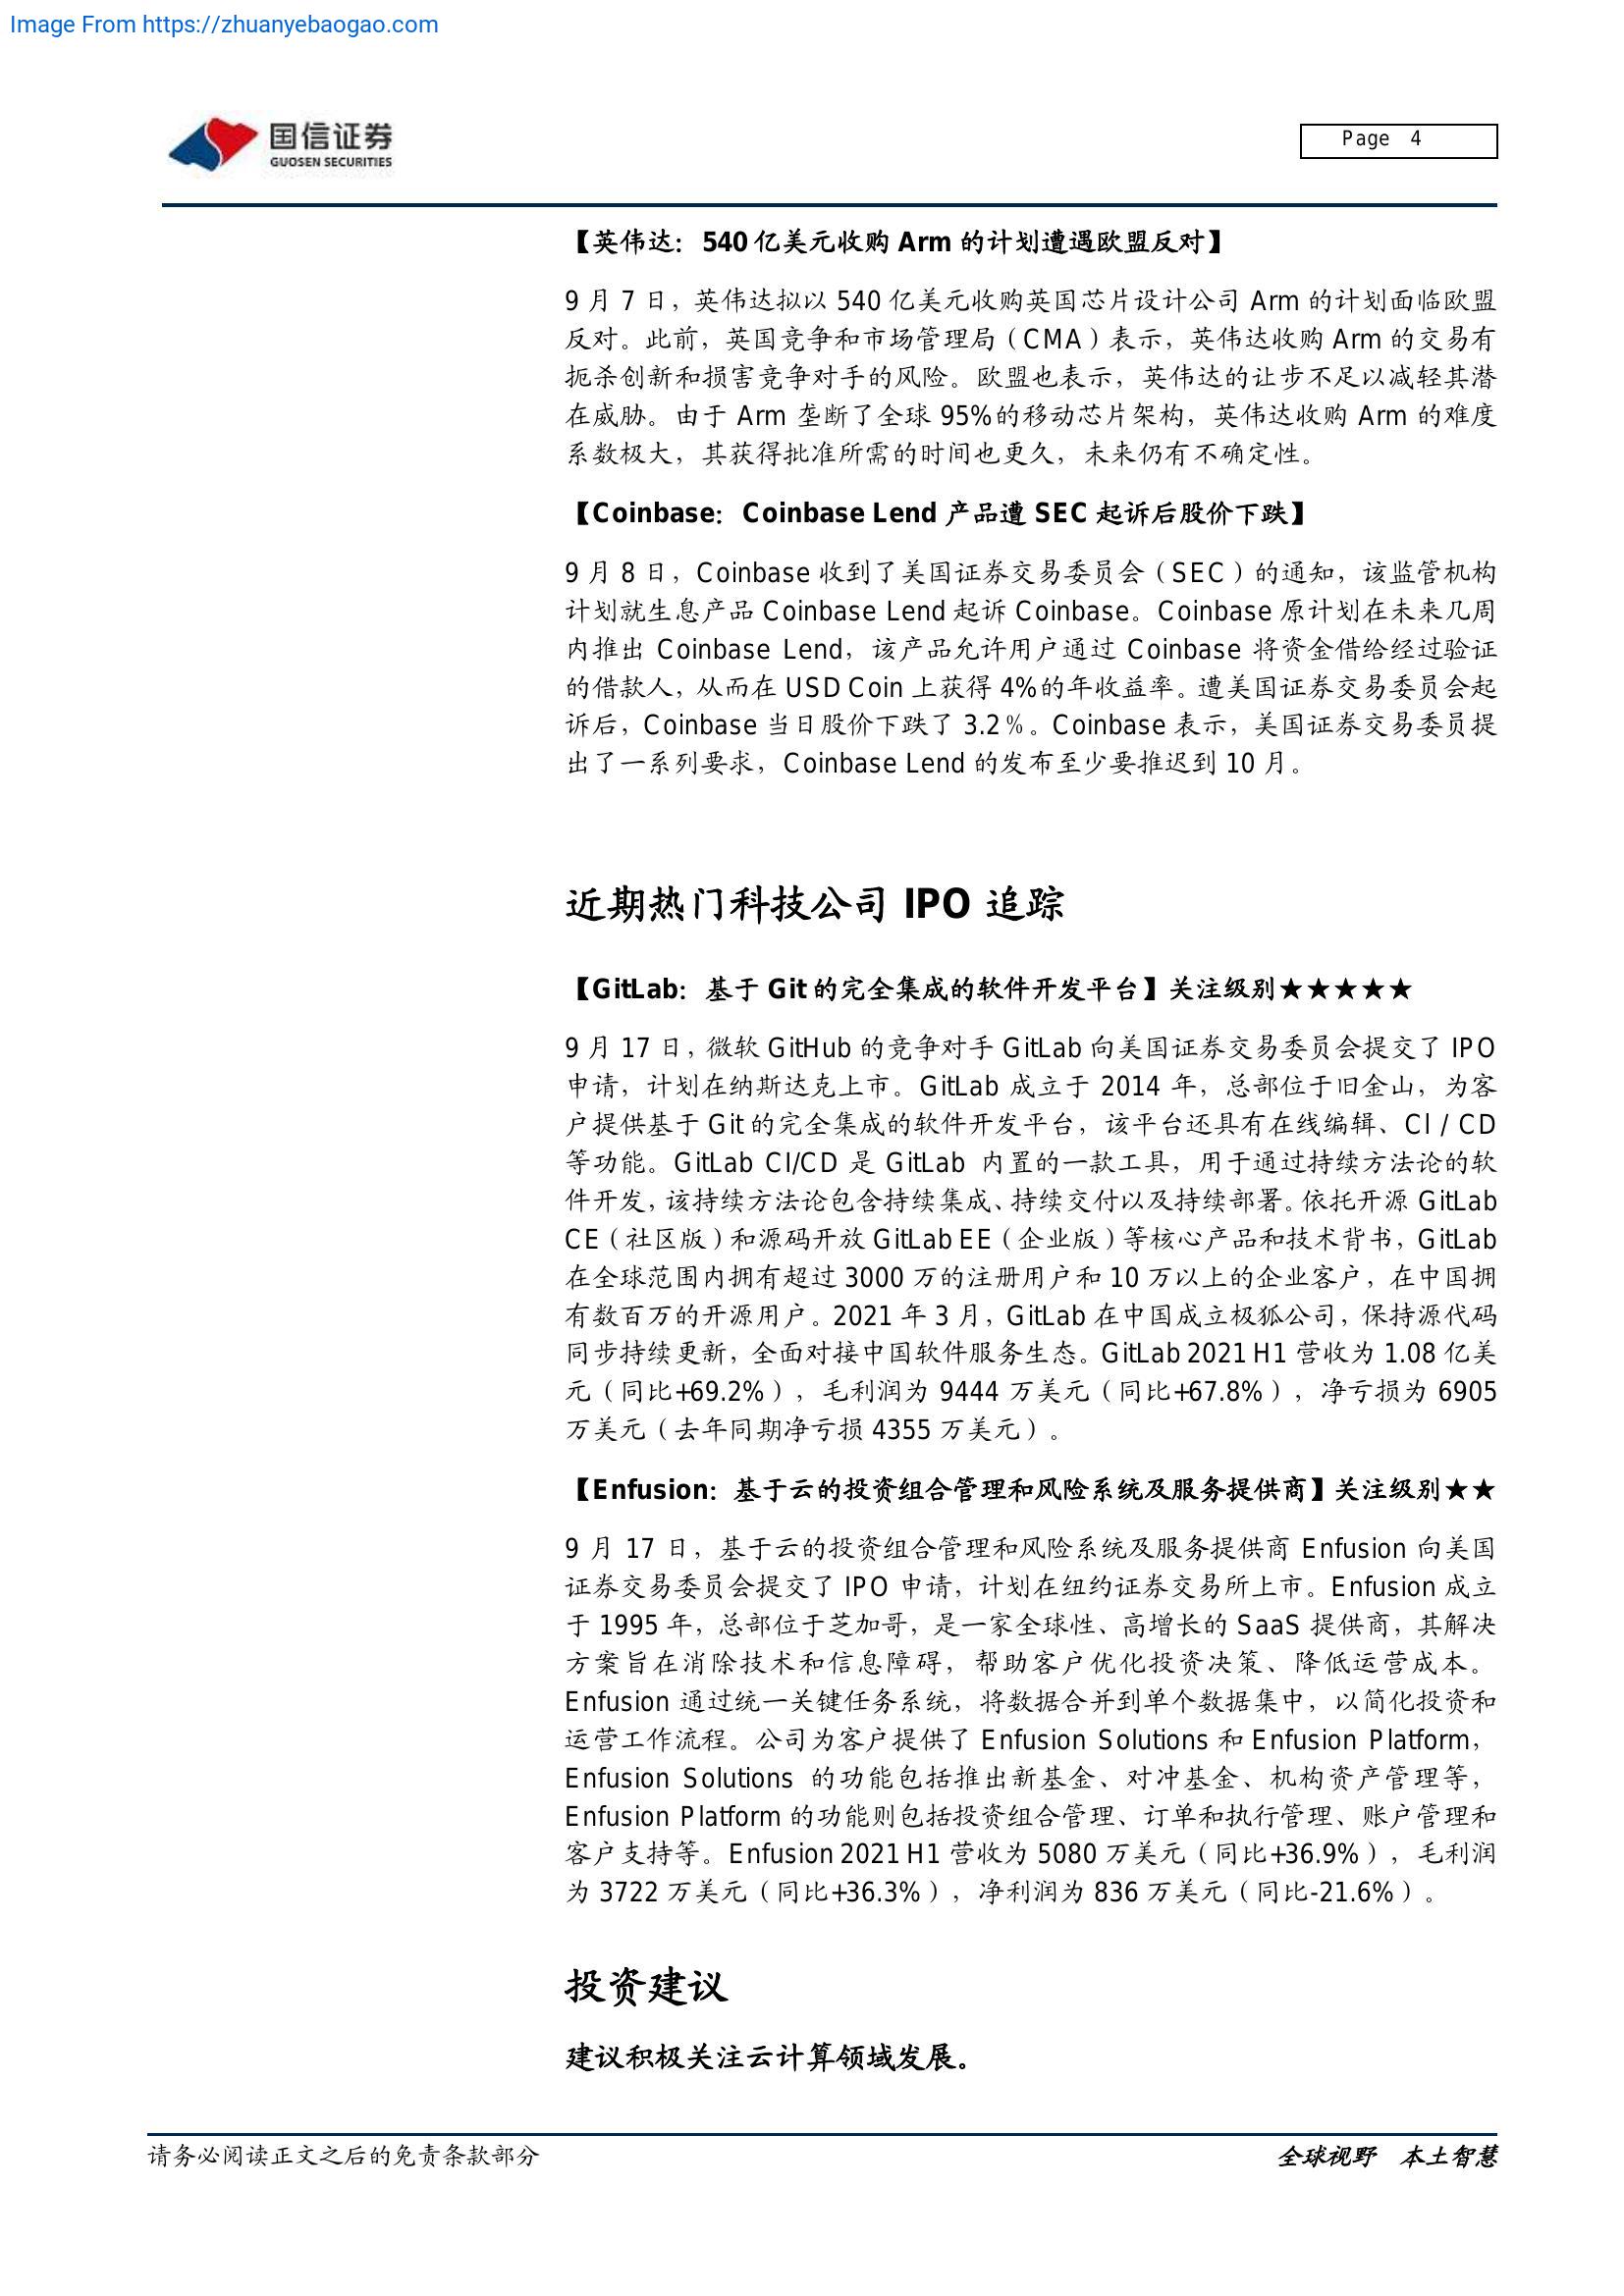 Image From https://zhuanyebaogao.com
国信证券
GUOSEN SECURITIES
Page 4
【英伟达：540 亿美元收购 Arm 的计划遭遇欧盟反对】
9 月 7 日，英伟达拟以 540 亿美元收购英国芯片设计公司 Arm 的计划面临欧盟
反对。此前，英国竞争和市场管理局（CMA）表示，英伟达收购 Arm 的交易有
扼杀创新和损害竞争对手的风险。欧盟也表示，英伟达的让步不足以减轻其潜
在威胁。由于 Arm 垄断了全球 95%的移动芯片架构，英伟达收购 Arm 的难度
系数极大，其获得批准所需的时间也更久，未来仍有不确定性。
【Coinbase：Coinbase Lend 产品遭 SEC 起诉后股价下跌】
9 月 8 日，Coinbase 收到了美国证券交易委员会（SEC）的通知，该监管机构
计划就生息产品 Coinbase Lend 起诉 Coinbase。Coinbase 原计划在未来几周
内推出 Coinbase Lend，该产品允许用户通过 Coinbase 将资金借给经过验证
的借款人，从而在 USD Coin 上获得 4%的年收益率。遭美国证券交易委员会起
诉后，Coinbase 当日股价下跌了 3.2％。Coinbase 表示，美国证券交易委员提
出了一系列要求，Coinbase Lend 的发布至少要推迟到 10 月。
近期热门科技公司 IPO 追踪
【GitLab：基于 Git 的完全集成的软件开发平台】关注级别★★★★★
9 月 17 日，微软 GitHub 的竞争对手 GitLab 向美国证券交易委员会提交了 IPO
申请，计划在纳斯达克上市。GitLab 成立于 2014 年，总部位于旧金山，为客
户提供基于 Git 的完全集成的软件开发平台，该平台还具有在线编辑、CI / CD
等功能。GitLab CI/CD 是 GitLab 内置的一款工具，用于通过持续方法论的软
件开发，该持续方法论包含持续集成、持续交付以及持续部署。依托开源 GitLab
CE（社区版）和源码开放 GitLab EE（企业版）等核心产品和技术背书，GitLab
在全球范围内拥有超过 3000 万的注册用户和 10 万以上的企业客户，在中国拥
有数百万的开源用户。2021 年 3 月，GitLab 在中国成立极狐公司，保持源代码
同步持续更新，全面对接中国软件服务生态。GitLab 2021 H1 营收为 1.08 亿美
元（同比+69.2%），毛利润为 9444 万美元（同比+67.8%），净亏损为 6905
万美元（去年同期净亏损 4355 万美元）。
【Enfusion：基于云的投资组合管理和风险系统及服务提供商】关注级别★★
9 月 17 日，基于云的投资组合管理和风险系统及服务提供商 Enfusion 向美国
证券交易委员会提交了 IPO 申请，计划在纽约证券交易所上市。Enfusion 成立
于 1995 年，总部位于芝加哥，是一家全球性、高增长的 SaaS 提供商，其解决
方案旨在消除技术和信息障碍，帮助客户优化投资决策、降低运营成本。
Enfusion 通过统一关键任务系统，将数据合并到单个数据集中，以简化投资和
运营工作流程。公司为客户提供了 Enfusion Solutions 和 Enfusion Platform，
Enfusion Solutions 的功能包括推出新基金、对冲基金、机构资产管理等，
Enfusion Platform 的功能则包括投资组合管理、订单和执行管理、账户管理和
客户支持等。Enfusion 2021 H1 营收为 5080 万美元（同比+36.9%），毛利润
为 3722 万美元（同比+36.3%），净利润为 836 万美元（同比-21.6%）。
投资建议
建议积极关注云计算领域发展。
请务必阅读正文之后的免责条款部分
全球视野 本土智慧